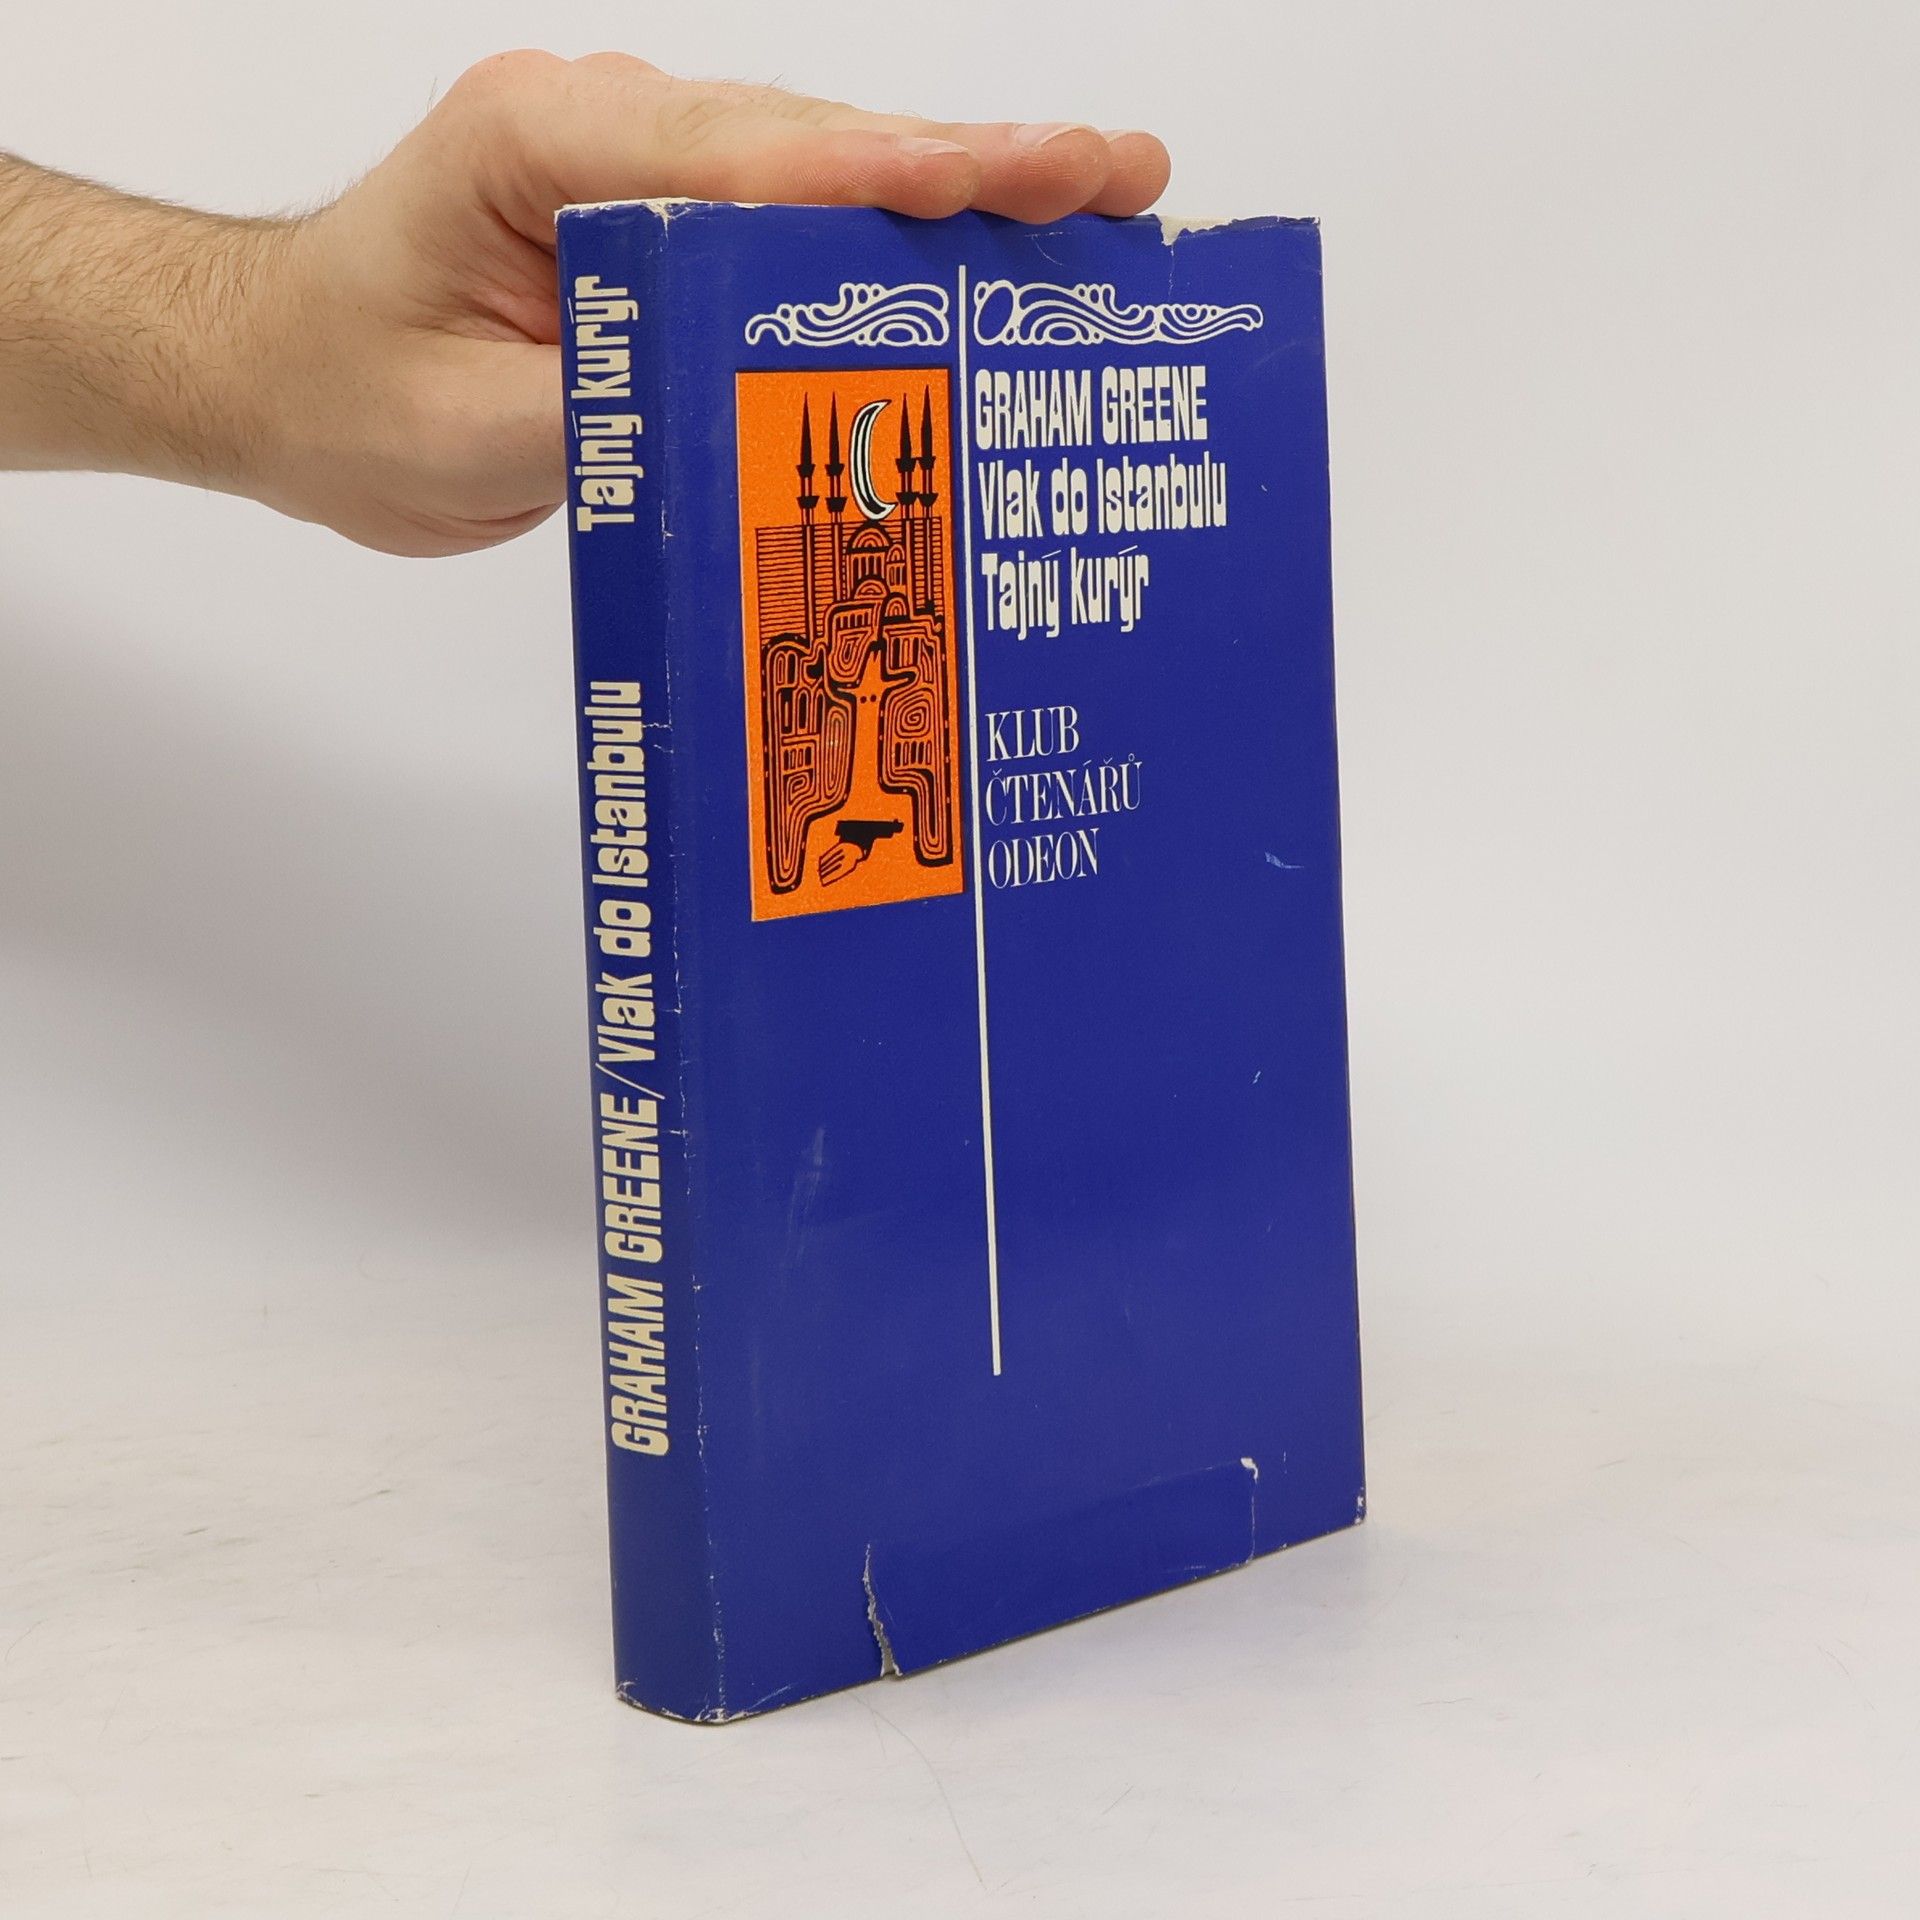 GRAHAM GREENE
Vlak do Istanbulu
Tajný kurýr
KLUB
ČTENÁŘŮ
ODEON
GRAHAM GREENE/Vlak do Istanbulu Tajný kurýr